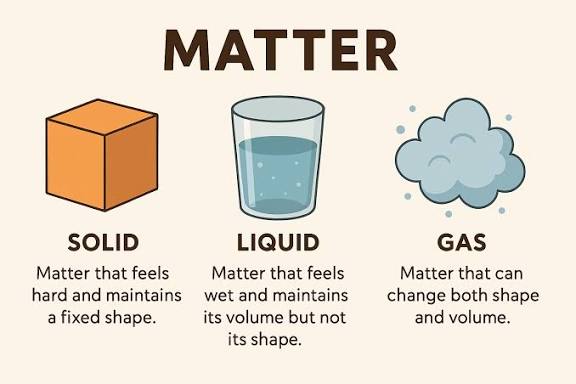 MATTER
SOLID
Matter that feels
hard and maintains
a fixed shape.
LIQUID
Matter that feels
wet and maintains
its volume but not
its shape.
GAS
Matter that can
change both shape
and volume.